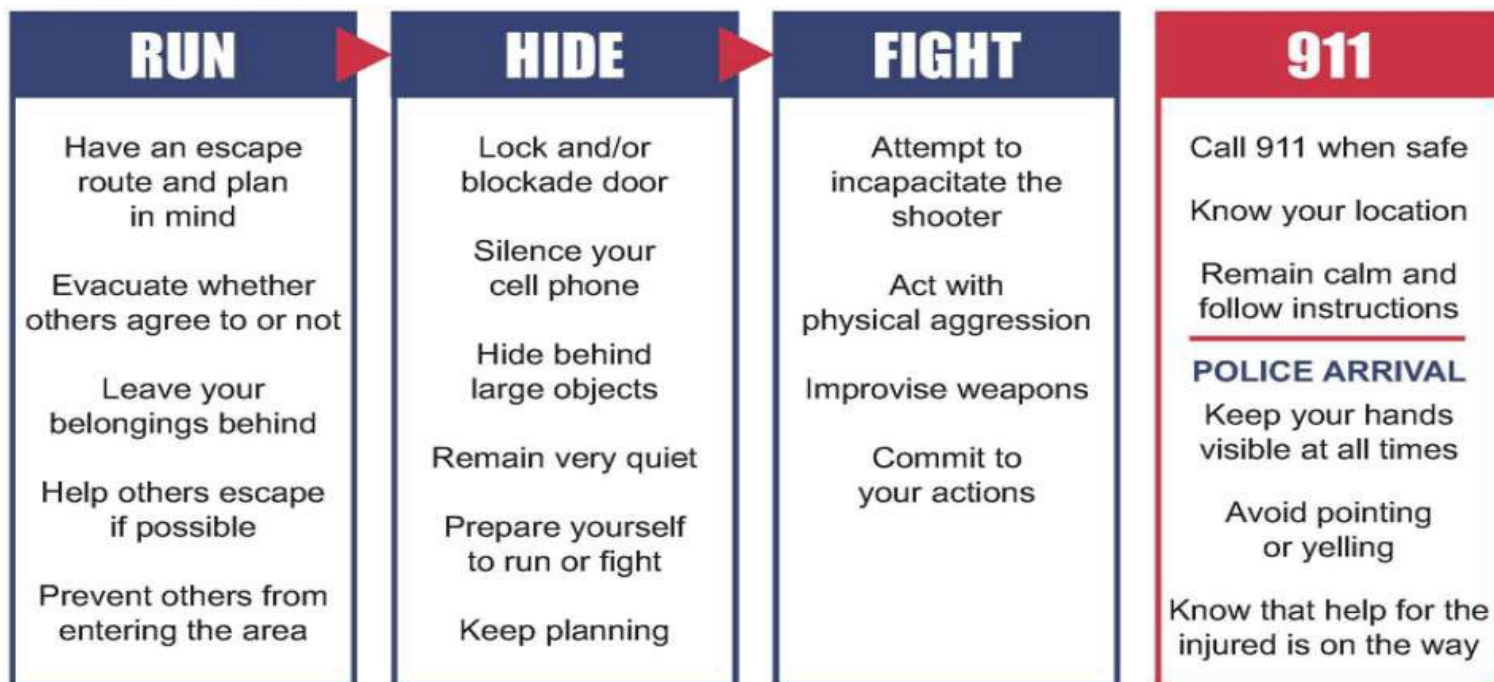 RUN
Have an escape
route and plan
in mind
Evacuate whether
others agree to or not
Leave your
belongings behind
Help others escape
if possible
Prevent others from
entering the area
HIDE
Lock and/or
blockade door
Silence your
cell phone
Hide behind
large objects
Remain very quiet
Prepare yourself
to run or fight
Keep planning
FIGHT
Attempt to
incapacitate the
shooter
Act with
physical aggression
Improvise weapons
Commit to
your actions
911
Call 911 when safe
Know your location
Remain calm and
follow instructions
POLICE ARRIVAL
Keep your hands
visible at all times
Avoid pointing
or yelling
Know that help for the
injured is on the way